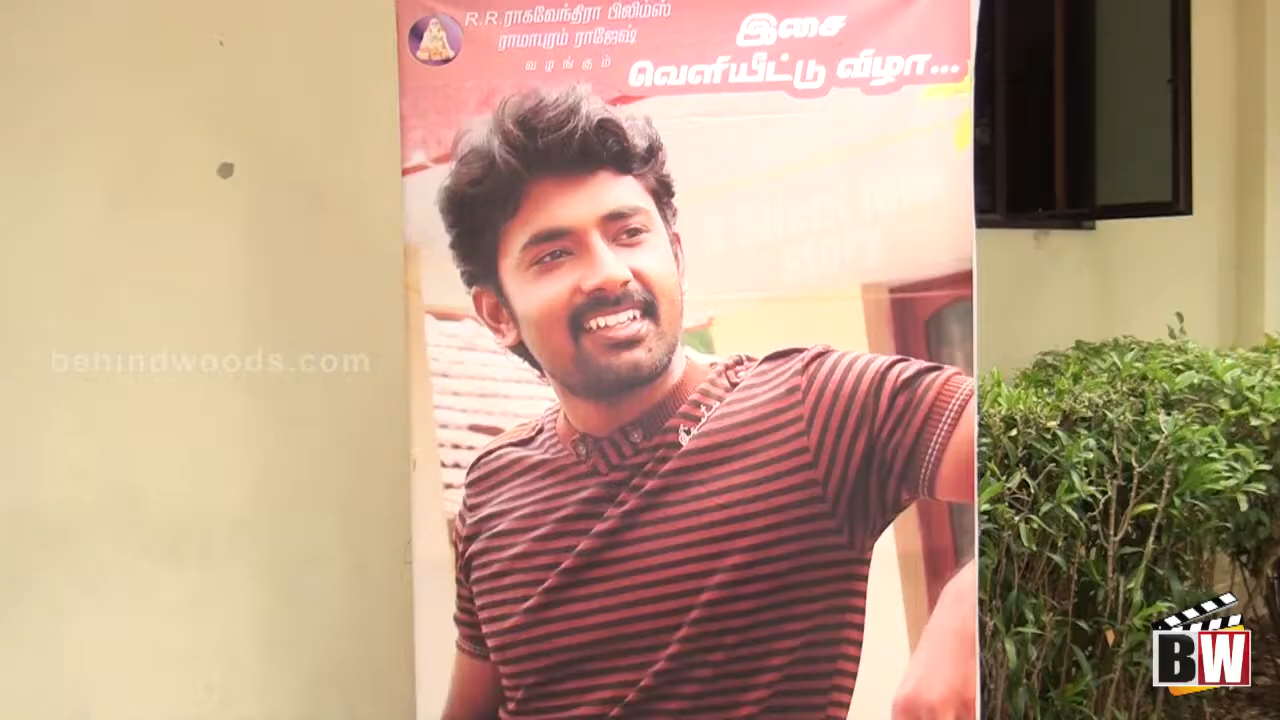 R.R.ராகவேந்திரா பிலிம்ஸ்
ராமாபுரம் ராஜேஷ்
வழங்கும்
இசை
வெளியீட்டு விழா...
behindwoods.com
BW